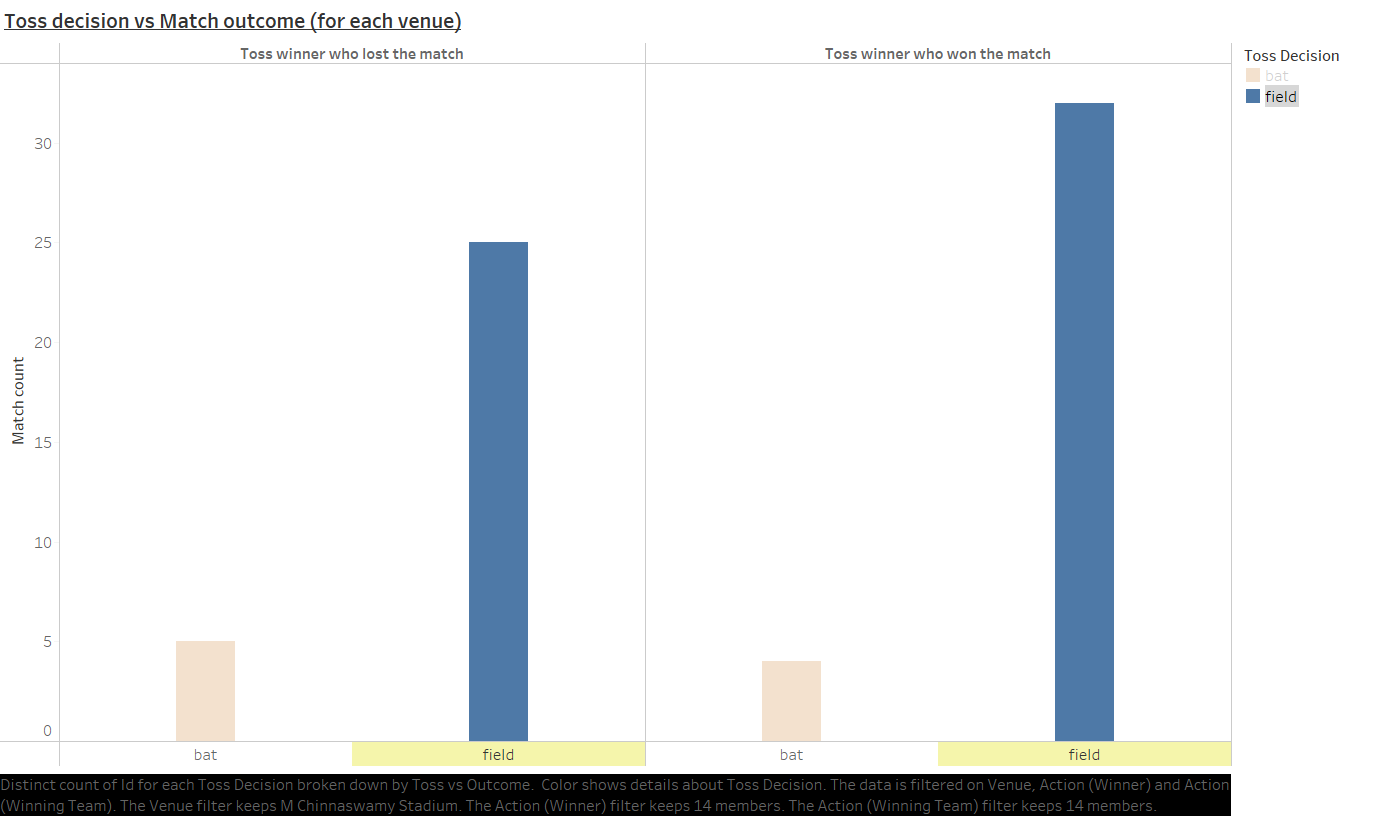 Toss decision vs Match outcome (for each venue)
Toss winner who lost the match
Toss winner who won the match
Toss Decision
bat
field
30
25
20
15
10
5
0
Match count
bat
field
bat
field
Distinct count of Id for each Toss Decision broken down by Toss vs Outcome.  Color shows details about Toss Decision. The data is filtered on Venue, Action (Winner) and Action
(Winning Team). The Venue filter keeps M Chinnaswamy Stadium. The Action (Winner) filter keeps 14 members. The Action (Winning Team) filter keeps 14 members.